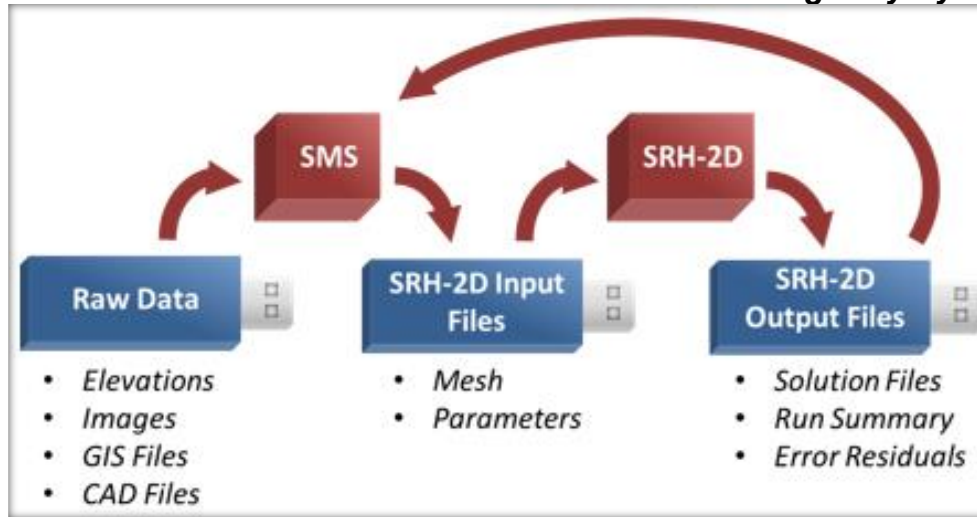 SMS
SRH-2D
Raw Data
SRH-2D Input
Files
SRH-2D
Output Files
• Elevations
• Images
• GIS Files
• CAD Files
• Mesh
• Parameters
• Solution Files
• Run Summary
• Error Residuals